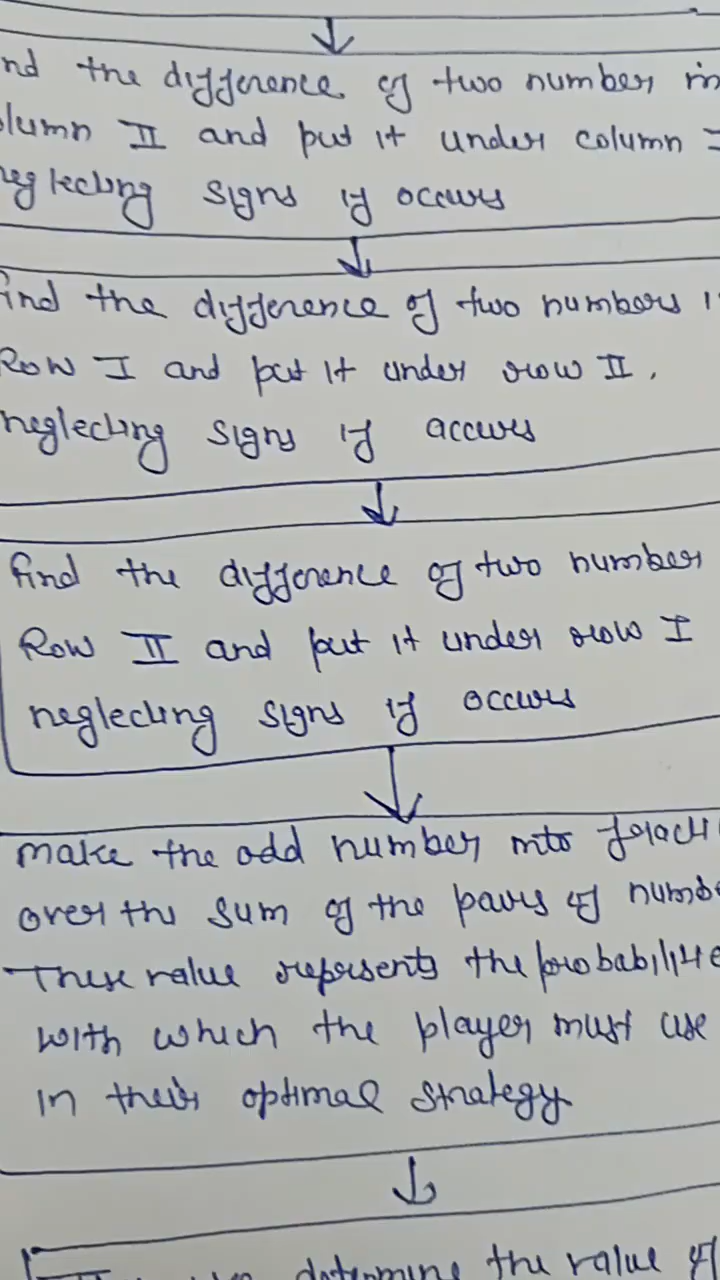 nd the difference of two number in
lumn II and put it under column I
neglecting signs if occurs
ind the difference of two numbers i
Row I and put it under row II.
neglecting signs if accurs
find the difference of two number
Row II and put it under row I
neglecting signs if occurs
make the odd number into
over the sum of the pairs of numbe
These value represents the probabilitie
with which the player must use
in their optimal strategy
determine the value of